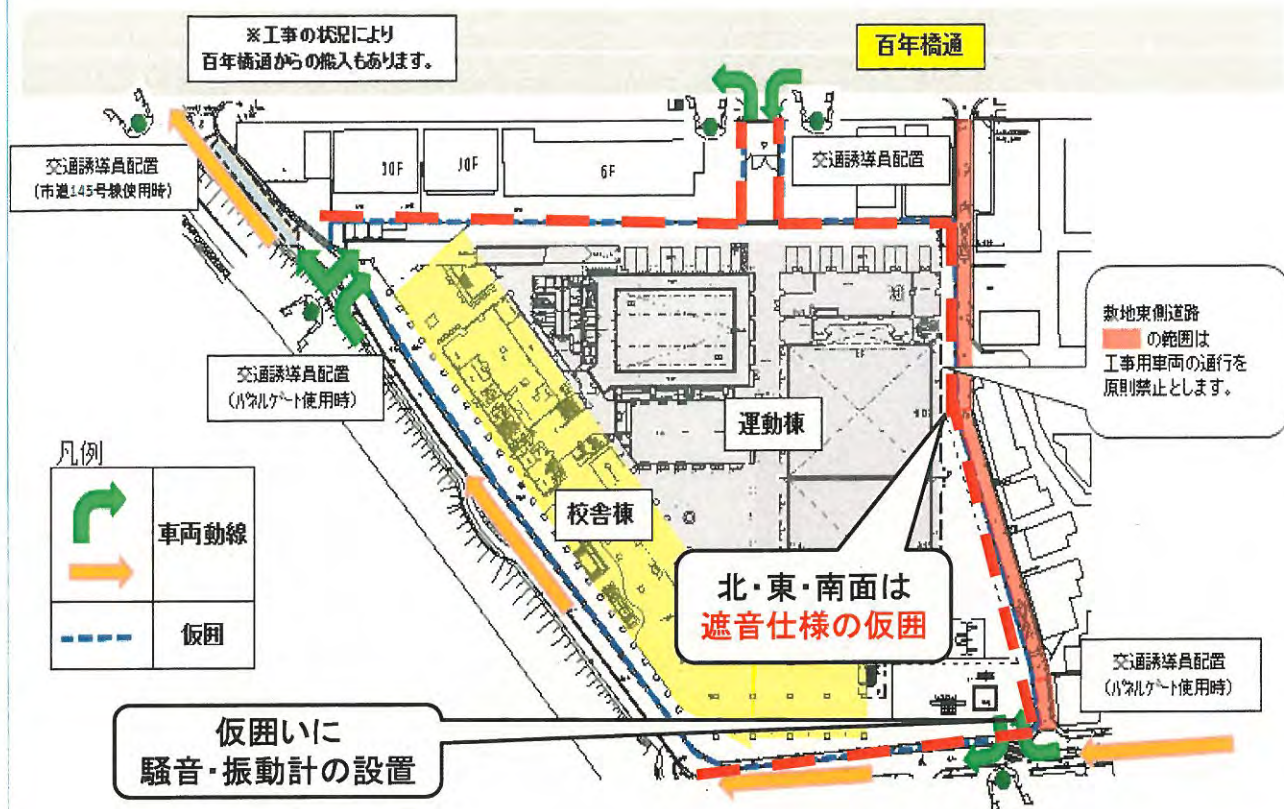 ※工事の状況により
百年橋通からの搬入もあります。
百年橋通
交通誘導員配置
(市道145号線使用時)
10F
10F
6F
交通誘導員配置
敷地東側道路
の範囲は
工事用車両の通行を
原則禁止とします。
交通誘導員配置
(パネルゲート使用時)
運動棟
凡例
車両動線
仮囲
校舎棟
北・東・南面は
遮音仕様の仮囲
交通誘導員配置
(パネルゲート使用時)
仮囲いに
騒音・振動計の設置